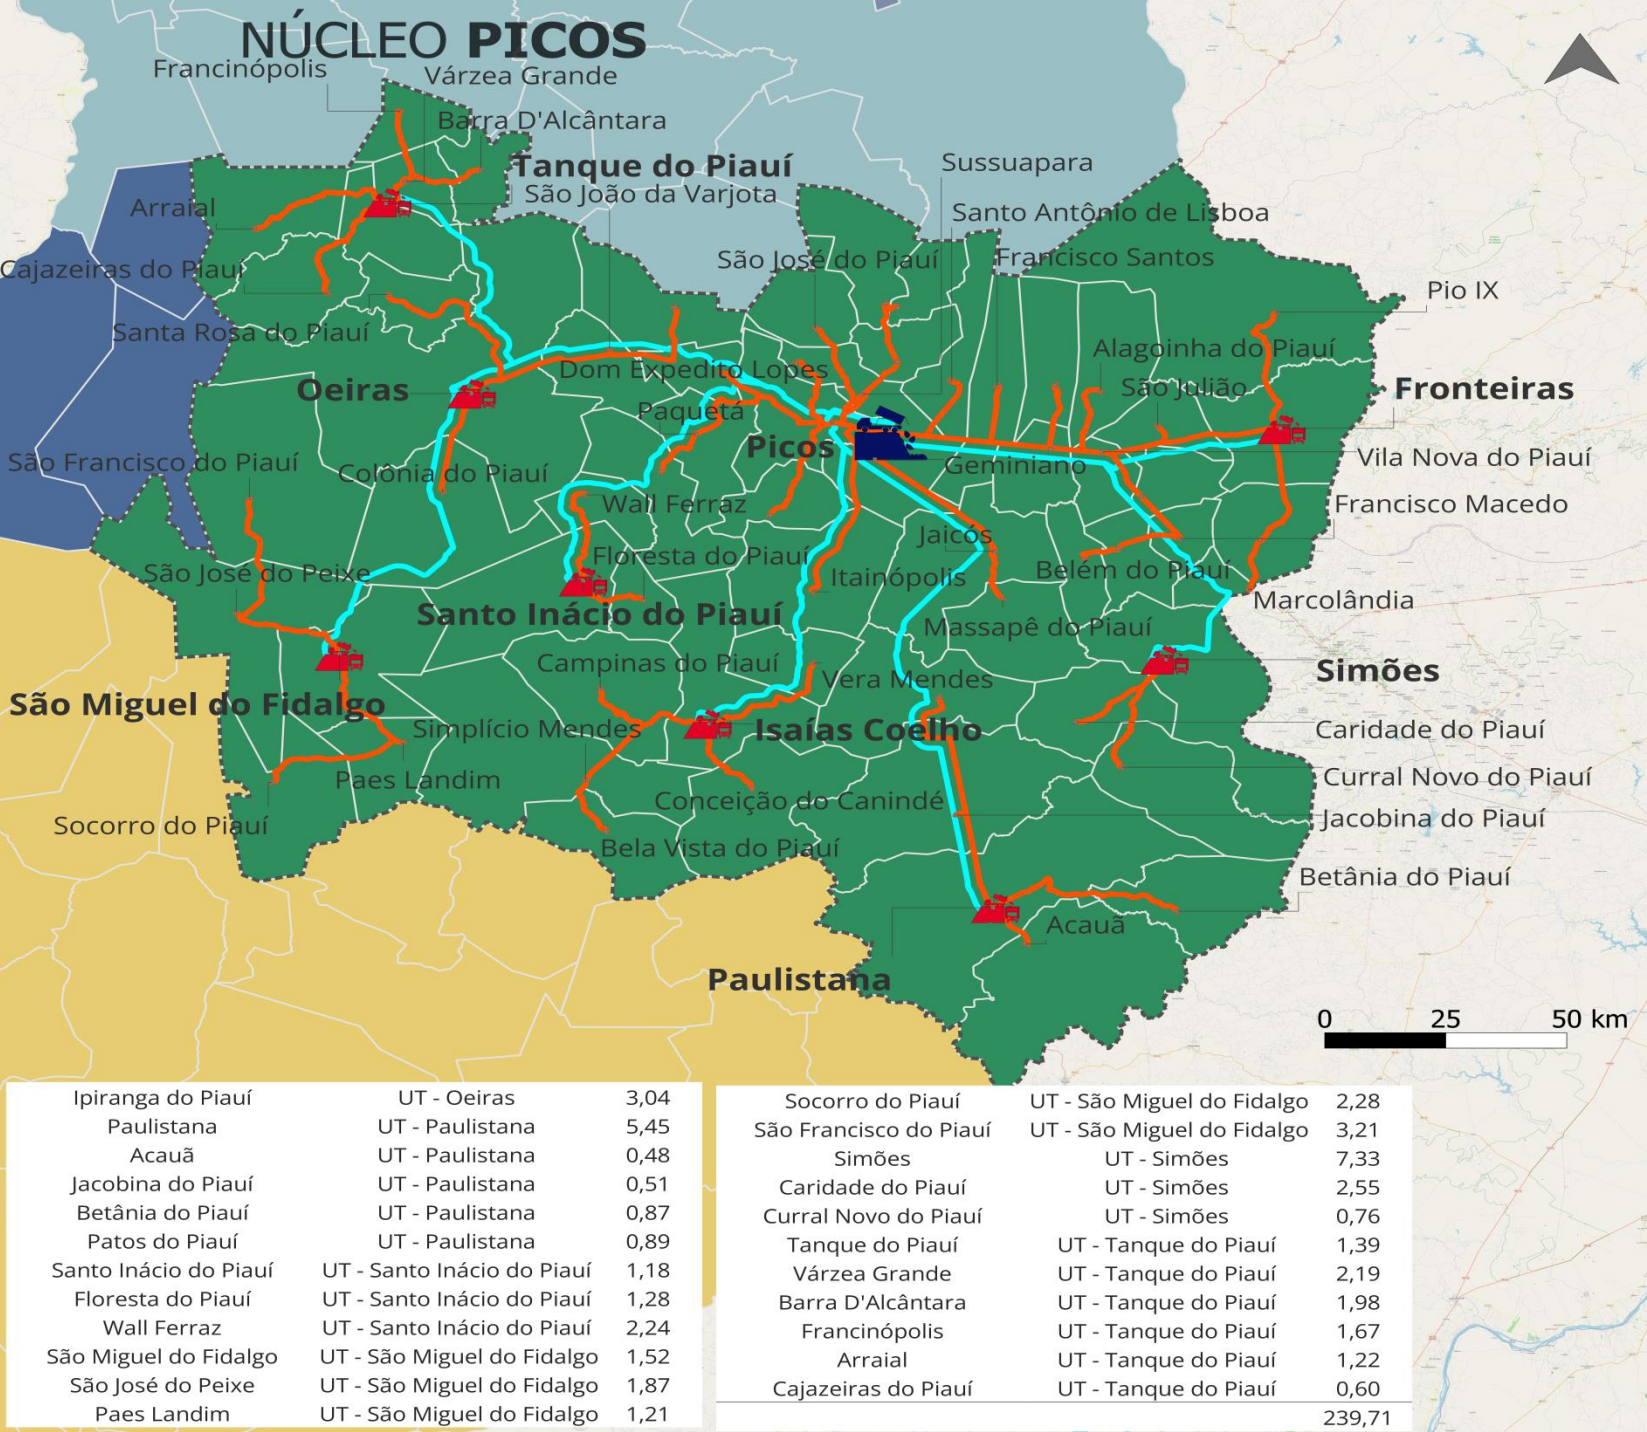 NÚCLEO PICOS
Francinópolis
Várzea Grande
Barra D'Alcântara
Tanque do Piauí
São João da Varjota
Sussuapara
Arraial
Santo Antônio de Lisboa
São José do Piauí
Francisco Santos
Cajazeiras do Piauí
Pio IX
Santa Rosa do Piauí
Alagoinha do Piauí
Dom Expedito Lopes
São Julião
Oeiras
Fronteiras
Paquetá
Picos
São Francisco do Piauí
Colônia do Piauí
Geminiano
Vila Nova do Piauí
Wall Ferraz
Francisco Macedo
Jaicós
Floresta do Piauí
São José do Peixe
Itainópolis
Belém do Piauí
Marcolândia
Santo Inácio do Piauí
Massapê do Piauí
Campinas do Piauí
Simões
Vera Mendes
São Miguel do Fidalgo
Simplício Mendes
Isaías Coelho
Caridade do Piauí
Paes Landim
Curral Novo do Piauí
Conceição do Canindé
Socorro do Piauí
Jacobina do Piauí
Bela Vista do Piauí
Betânia do Piauí
Acauã
Paulistana
0 25 50 km
Ipiranga do Piauí UT - Oeiras 3,04
Paulistana UT - Paulistana 5,45
Acauã UT - Paulistana 0,48
Jacobina do Piauí UT - Paulistana 0,51
Betânia do Piauí UT - Paulistana 0,87
Patos do Piauí UT - Paulistana 0,89
Santo Inácio do Piauí UT - Santo Inácio do Piauí 1,18
Floresta do Piauí UT - Santo Inácio do Piauí 1,28
Wall Ferraz UT - Santo Inácio do Piauí 2,24
São Miguel do Fidalgo UT - São Miguel do Fidalgo 1,52
São José do Peixe UT - São Miguel do Fidalgo 1,87
Paes Landim UT - São Miguel do Fidalgo 1,21
Socorro do Piauí UT - São Miguel do Fidalgo 2,28
São Francisco do Piauí UT - São Miguel do Fidalgo 3,21
Simões UT - Simões 7,33
Caridade do Piauí UT - Simões 2,55
Curral Novo do Piauí UT - Simões 0,76
Tanque do Piauí UT - Tanque do Piauí 1,39
Várzea Grande UT - Tanque do Piauí 2,19
Barra D'Alcântara UT - Tanque do Piauí 1,98
Francinópolis UT - Tanque do Piauí 1,67
Arraial UT - Tanque do Piauí 1,22
Cajazeiras do Piauí UT - Tanque do Piauí 0,60
239,71